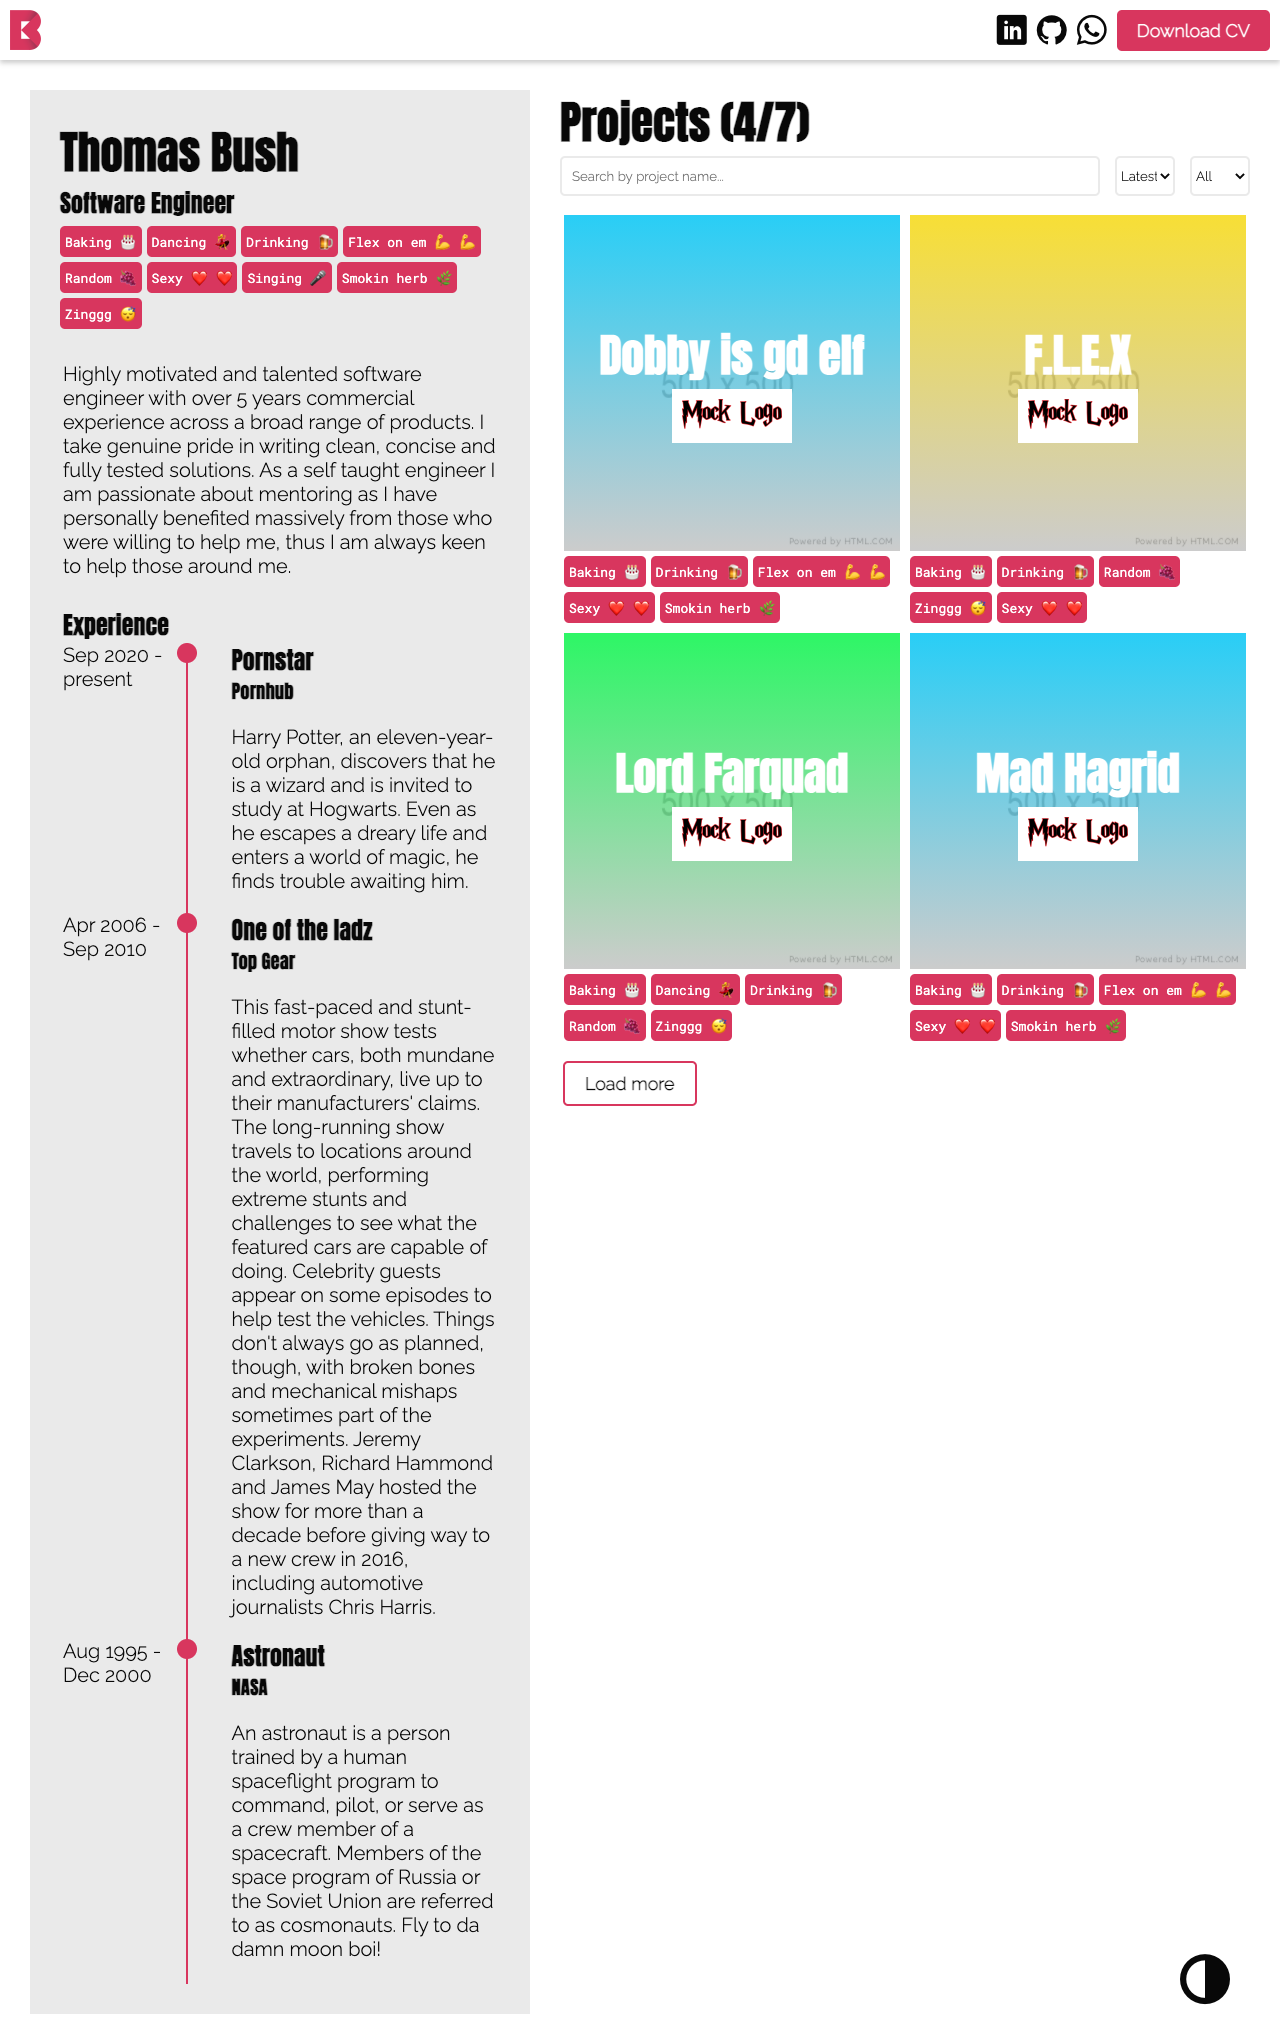 Download CV
Thomas Bush
Software Engineer
Baking 🎂 Dancing 💃 Drinking 🍺 Flex on em 💪 💪
Random 🍇 Sexy ❤️ ❤️ Singing 🎤 Smokin herb 🌿
Zinggg 😴
Highly motivated and talented software
engineer with over 5 years commercial
experience across a broad range of products. I
take genuine pride in writing clean, concise and
fully tested solutions. As a self taught engineer I
am passionate about mentoring as I have
personally benefited massively from those who
were willing to help me, thus I am always keen
to help those around me.
Experience
Sep 2020 -
present
Pornstar
Pornhub
Harry Potter, an eleven-year-
old orphan, discovers that he
is a wizard and is invited to
study at Hogwarts. Even as
he escapes a dreary life and
enters a world of magic, he
finds trouble awaiting him.
Apr 2006 -
Sep 2010
One of the ladz
Top Gear
This fast-paced and stunt-
filled motor show tests
whether cars, both mundane
and extraordinary, live up to
their manufacturers' claims.
The long-running show
travels to locations around
the world, performing
extreme stunts and
challenges to see what the
featured cars are capable of
doing. Celebrity guests
appear on some episodes to
help test the vehicles. Things
don't always go as planned,
though, with broken bones
and mechanical mishaps
sometimes part of the
experiments. Jeremy
Clarkson, Richard Hammond
and James May hosted the
show for more than a
decade before giving way to
a new crew in 2016,
including automotive
journalists Chris Harris.
Aug 1995 -
Dec 2000
Astronaut
NASA
An astronaut is a person
trained by a human
spaceflight program to
command, pilot, or serve as
a crew member of a
spacecraft. Members of the
space program of Russia or
the Soviet Union are referred
to as cosmonauts. Fly to da
damn moon boi!
Projects (4/7)
Search by project name...
Latest
All
Dobby is gd elf
500 x 500
Mock Logo
Powered by HTML.COM
Baking 🎂 Drinking 🍺 Flex on em 💪 💪
Sexy ❤️ ❤️ Smokin herb 🌿
F.L.E.X
500 x 500
Mock Logo
Powered by HTML.COM
Baking 🎂 Drinking 🍺 Random 🍇
Zinggg 😴 Sexy ❤️ ❤️
Lord Farquad
500 x 500
Mock Logo
Powered by HTML.COM
Baking 🎂 Dancing 💃 Drinking 🍺
Random 🍇 Zinggg 😴
Mad Hagrid
500 x 500
Mock Logo
Powered by HTML.COM
Baking 🎂 Drinking 🍺 Flex on em 💪 💪
Sexy ❤️ ❤️ Smokin herb 🌿
Load more